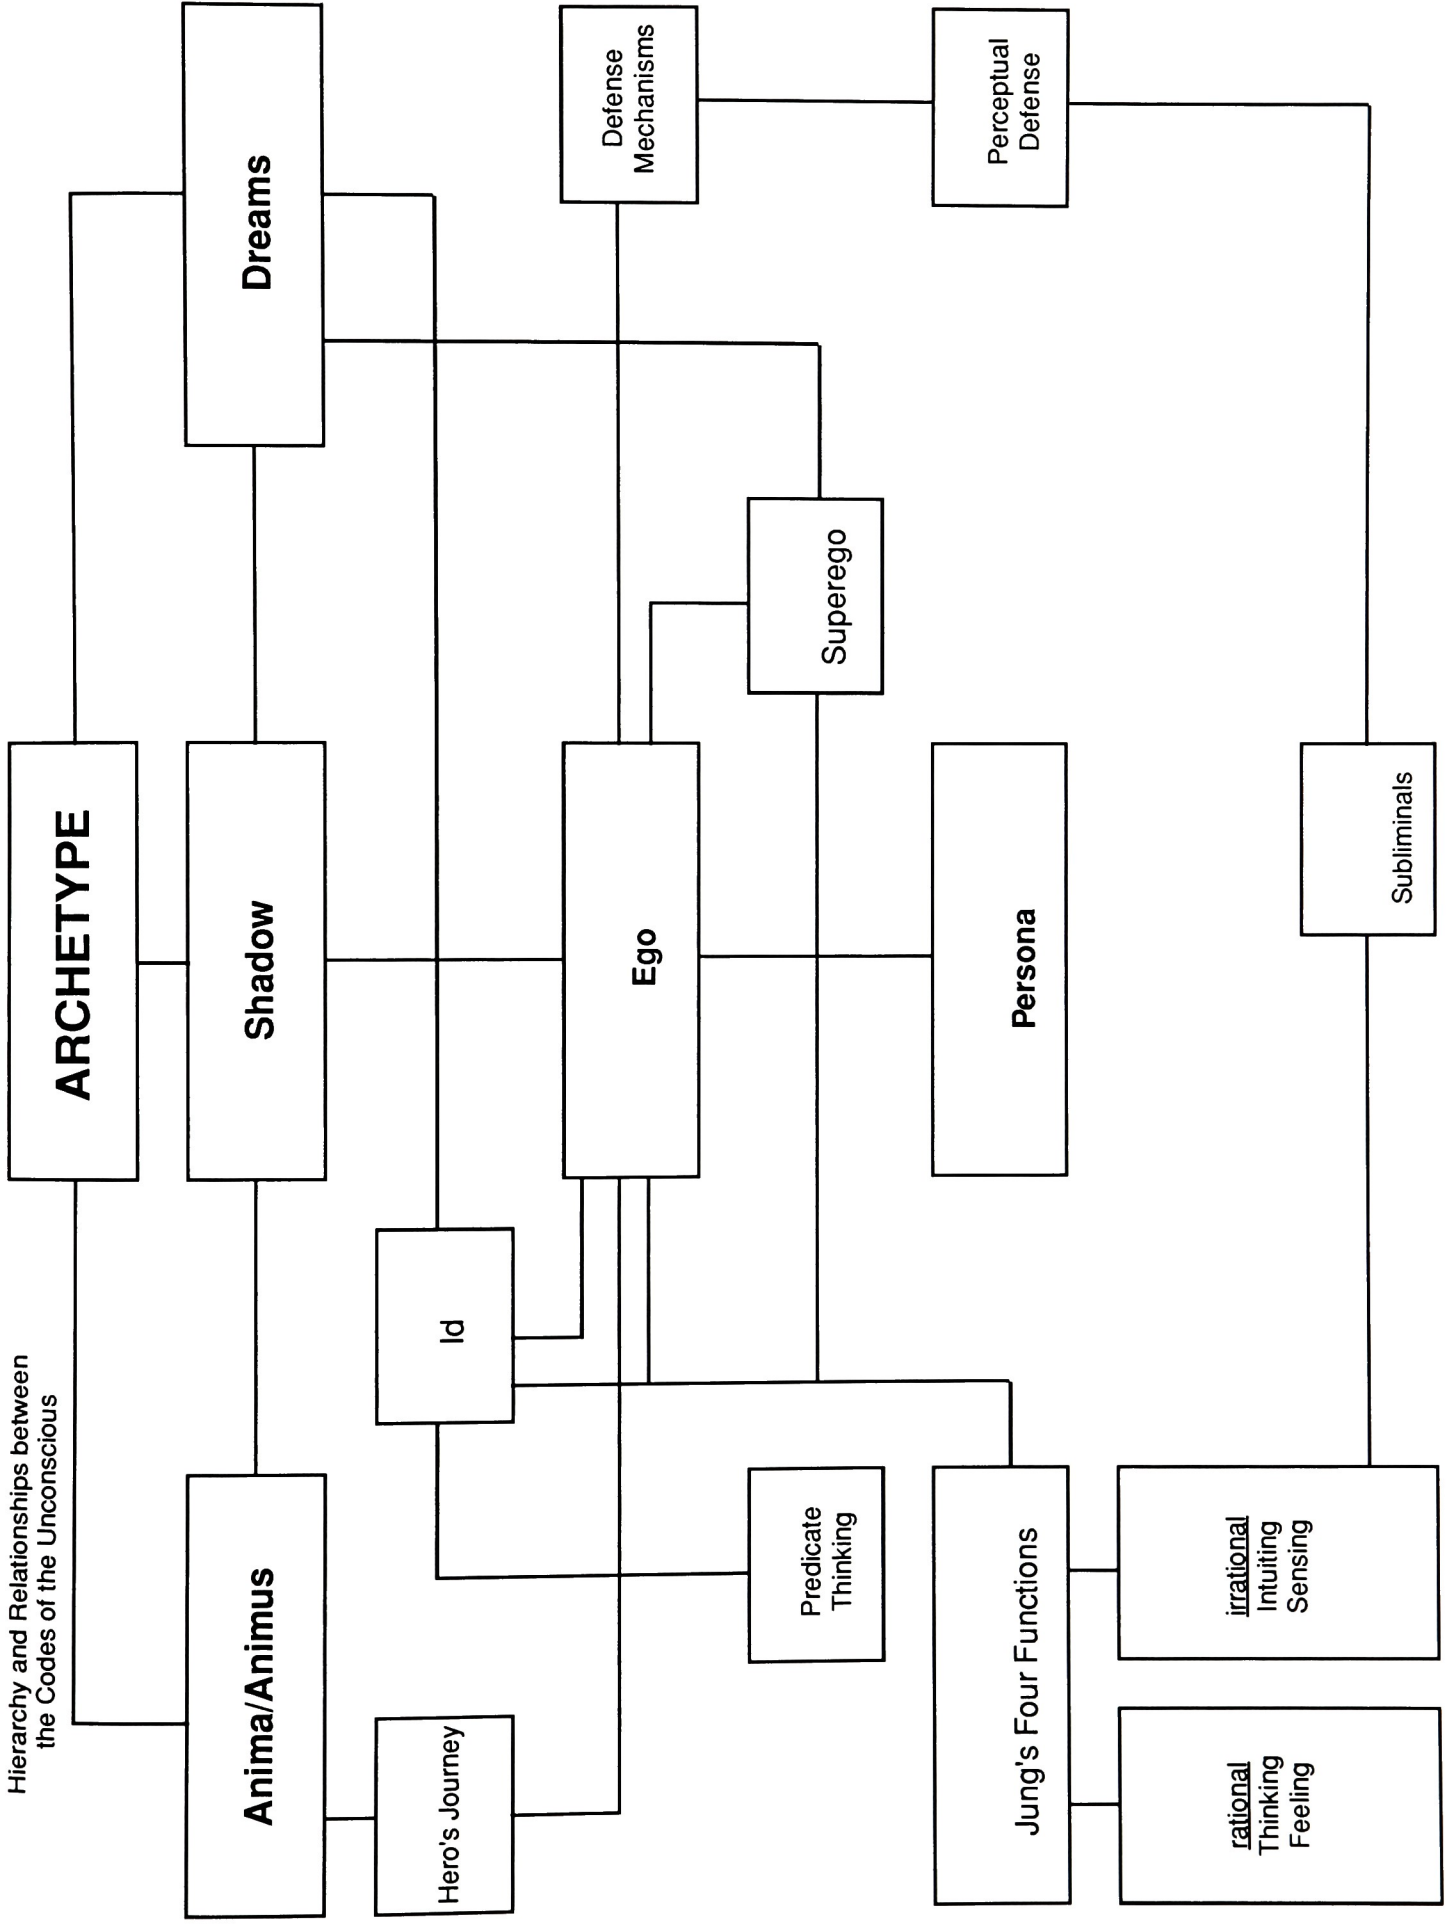 Hierarchy and Relationships between
the Codes of the Unconscious
ARCHETYPE
Anima/Animus
Shadow
Dreams
Hero's Journey
Id
Ego
Defense
Mechanisms
Predicate
Thinking
Superego
Jung's Four Functions
Persona
Perceptual
Defense
rational
Thinking
Feeling
irrational
Intuiting
Sensing
Subliminals